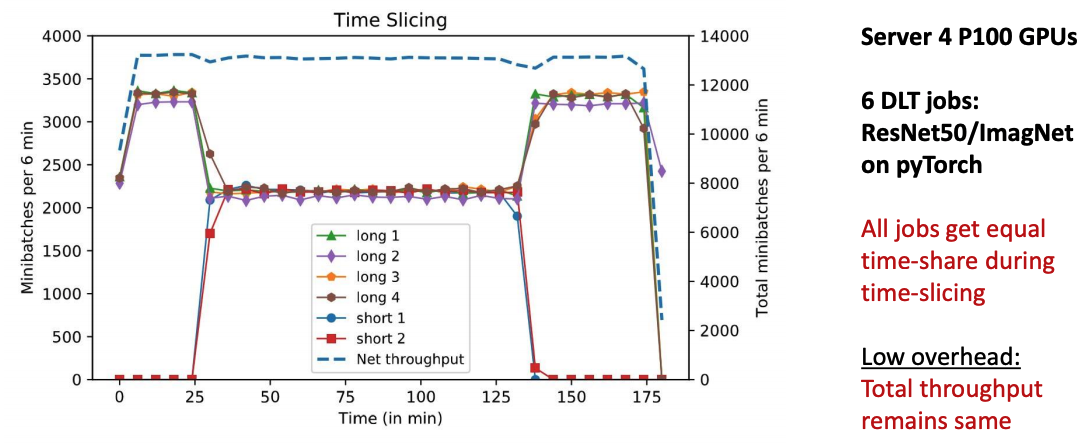 Time Slicing
4000
3500
3000
2500
2000
1500
1000
500
0
Minibatches per 6 min
0
25
50
75
100
125
150
175
Time (in min)
14000
12000
10000
8000
6000
4000
2000
0
Total minibatches per 6 min
long 1
long 2
long 3
long 4
short 1
short 2
Net throughput
Server 4 P100 GPUs
6 DLT jobs:
ResNet50/ImagNet
on pyTorch
All jobs get equal
time-share during
time-slicing
Low overhead:
Total throughput
remains same